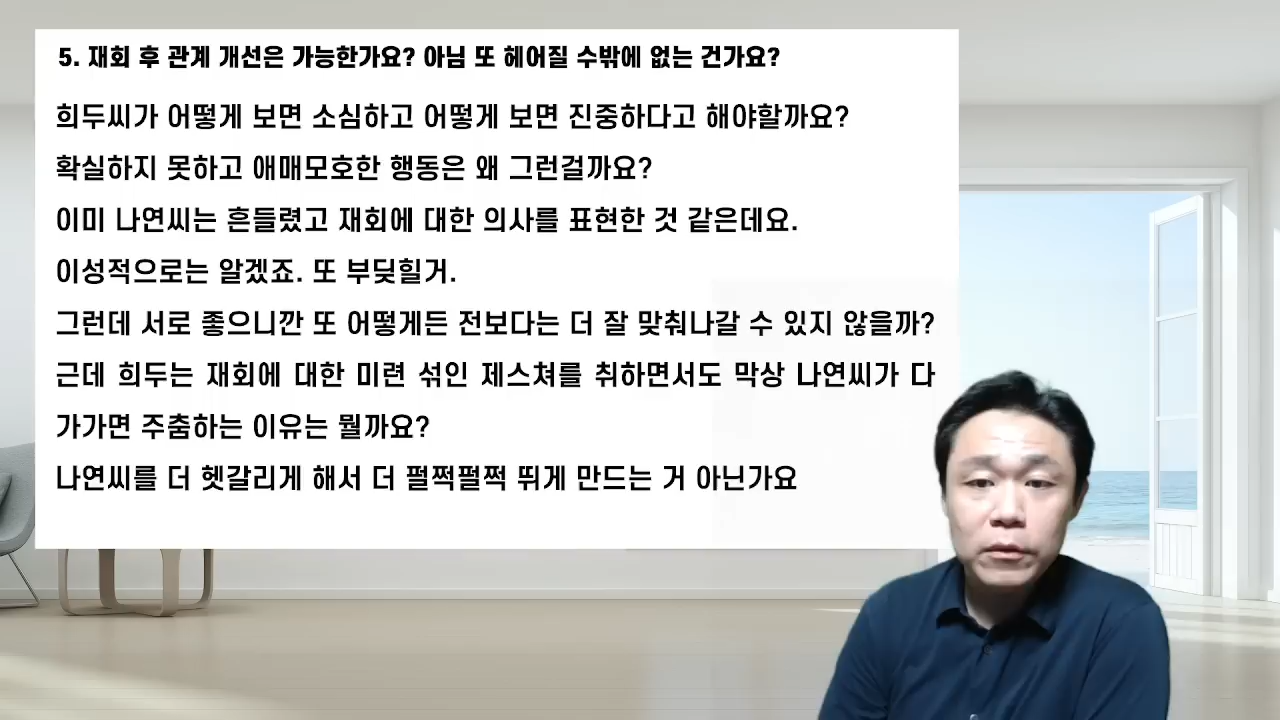 5. 재회 후 관계 개선은 가능한가요? 아님 또 헤어질 수밖에 없는 건가요?
희두씨가 어떻게 보면 소심하고 어떻게 보면 진중하다고 해야할까요?
확실하지 못하고 애매모호한 행동은 왜 그런걸까요?
이미 나연씨는 흔들렸고 재회에 대한 의사를 표현한 것 같은데요.
이성적으로는 알겠죠. 또 부딪힐거.
그런데 서로 좋으니깐 또 어떻게든 전보다는 더 잘 맞춰나갈 수 있지 않을까?
근데 희두는 재회에 대한 미련 섞인 제스쳐를 취하면서도 막상 나연씨가 다
가가면 주춤하는 이유는 뭘까요?
나연씨를 더 헷갈리게 해서 더 펄쩍펄쩍 뛰게 만드는 거 아닌가요